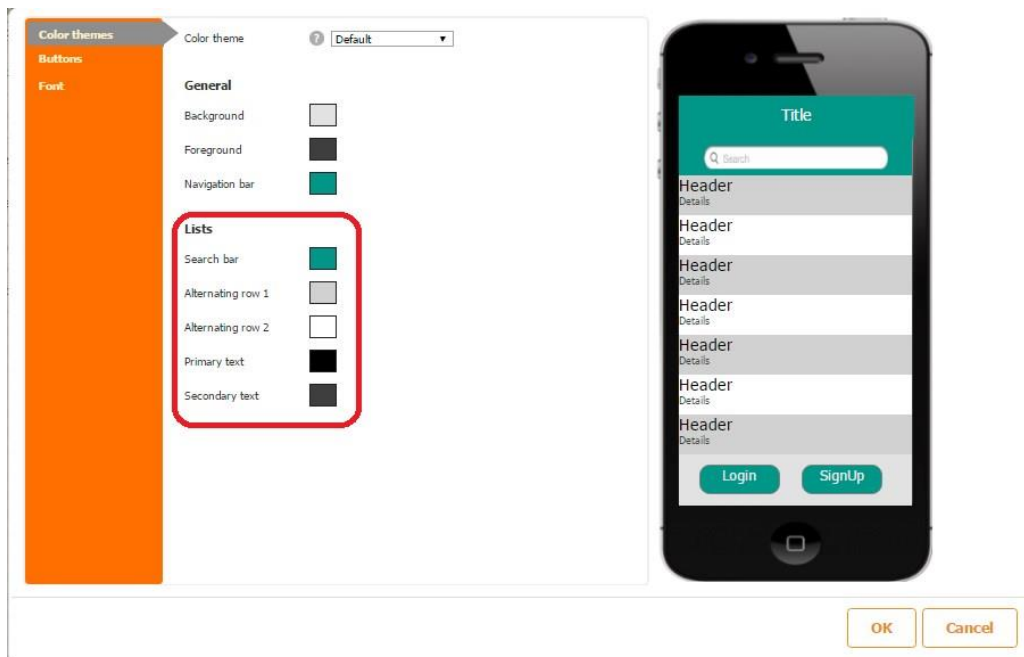 Color themes
Buttons
Font
Color theme
? Default
General
Background
Foreground
Navigation bar
Lists
Search bar
Alternating row 1
Alternating row 2
Primary text
Secondary text
Title
Search
Header
Details
Header
Details
Header
Details
Header
Details
Header
Details
Header
Details
Header
Details
Login SignUp
OK Cancel